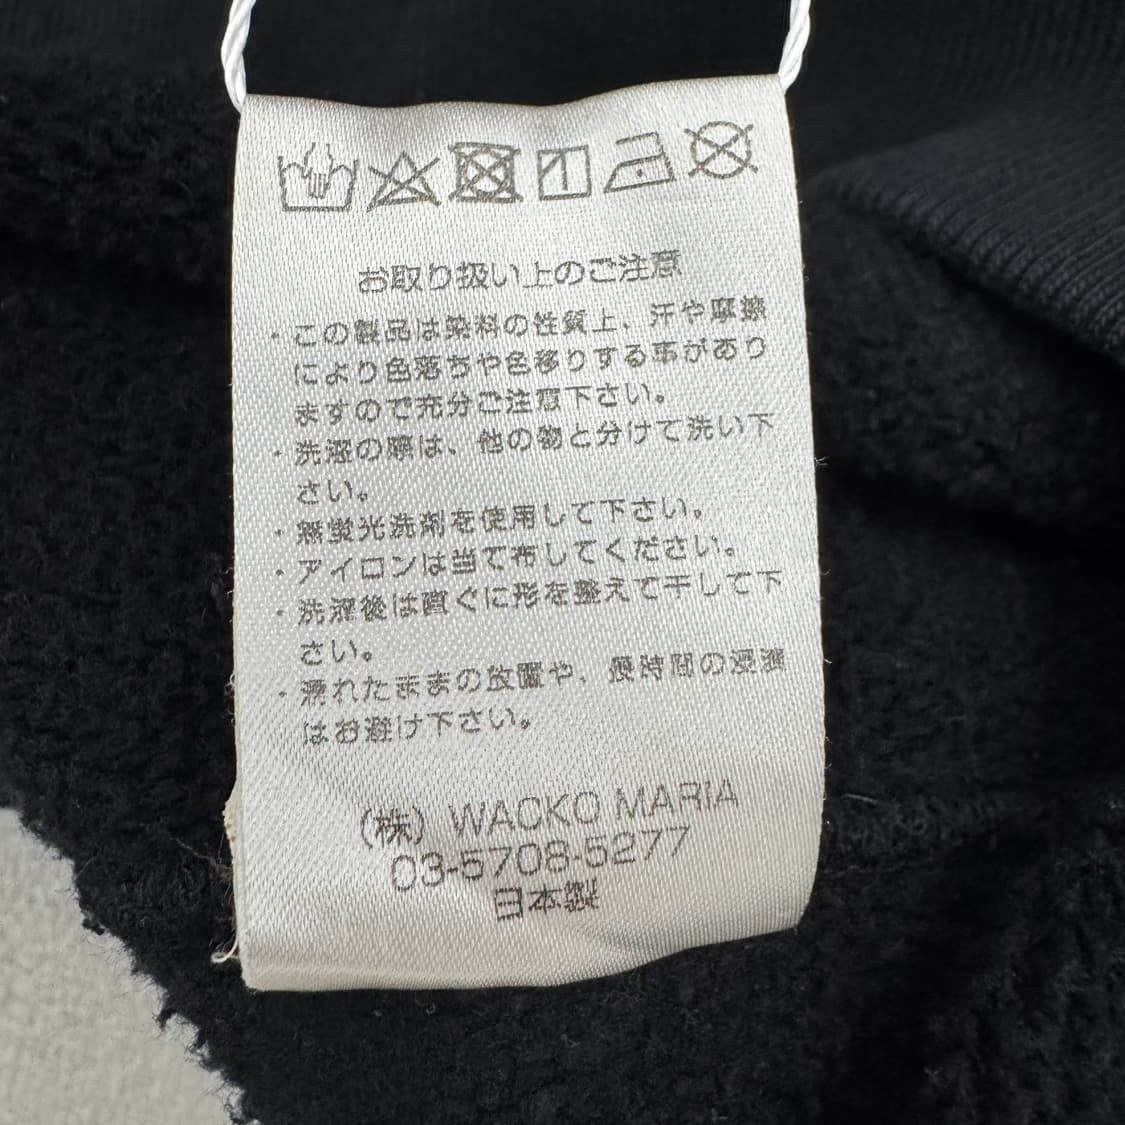 お取り扱い上のご注意
・この製品は染料の性質上、汗や摩擦
により色落ちや色移りする事があり
ますので充分ご注意下さい。
・洗濯の際は、他の物と分けて洗い下
さい。
・無蛍光洗剤を使用して下さい。
・アイロンは当て布してください。
・洗濯後は直ぐに形を整えて干して下
さい。
・濡れたままの放置や、長時間の浸漬
はお避け下さい。
(株) WACKO MARIA
03-5708-5277
日本製